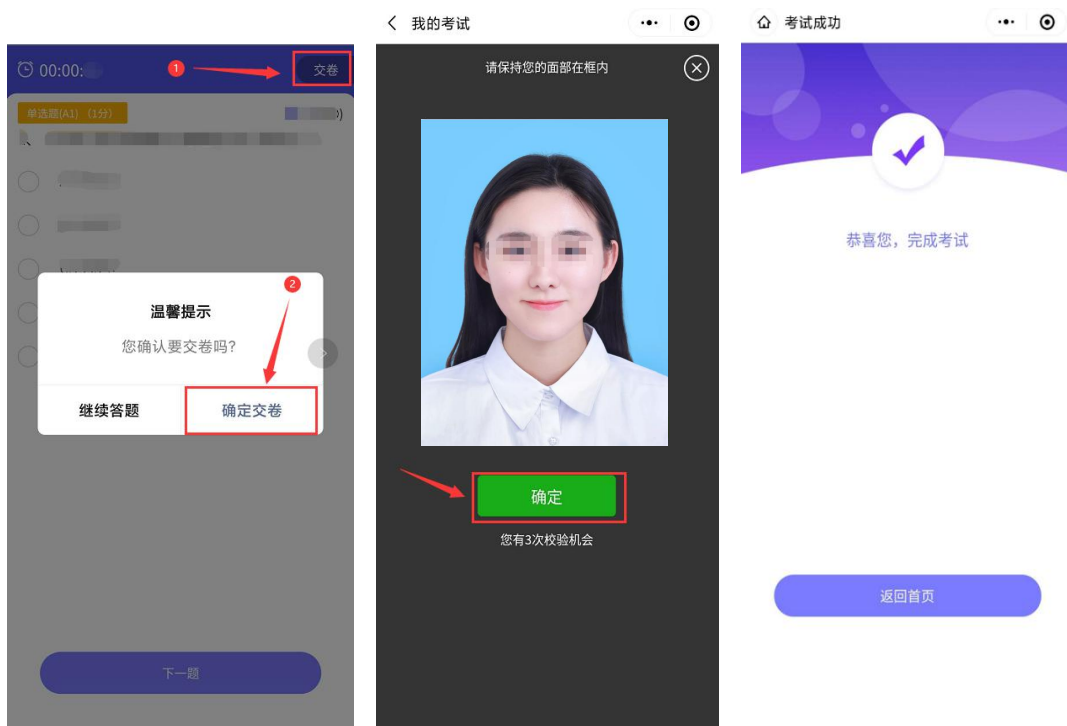 00:00:
1
交卷
单选题(A1) (1分)
温馨提示
2
您确认要交卷吗?
继续答题
确定交卷
下一题
我的考试
请保持您的面部在框内
确定
您有3次校验机会
考试成功
恭喜您，完成考试
返回首页